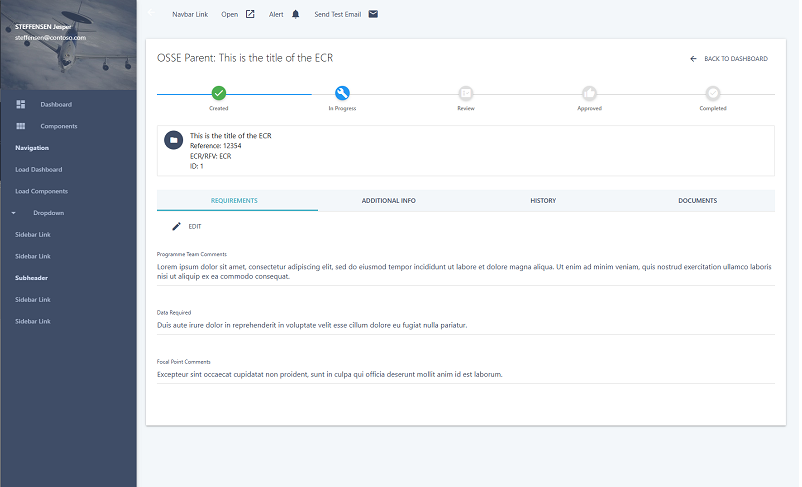 STEFFENSEN Jesper
steffensen@contoso.com
Dashboard
Components
Navigation
Load Dashboard
Load Components
Dropdown
Sidebar Link
Sidebar Link
Subheader
Sidebar Link
Sidebar Link
Navbar Link Open Alert Send Test Email
OSSE Parent: This is the title of the ECR
BACK TO DASHBOARD
Created In Progress Review Approved Completed
This is the title of the ECR
Reference: 12354
ECR/RFV: ECR
ID: 1
REQUIREMENTS ADDITIONAL INFO HISTORY DOCUMENTS
EDIT
Programme Team Comments
Lorem ipsum dolor sit amet, consectetur adipiscing elit, sed do eiusmod tempor incididunt ut labore et dolore magna aliqua. Ut enim ad minim veniam, quis nostrud exercitation ullamco laboris
nisi ut aliquip ex ea commodo consequat.
Data Required
Duis aute irure dolor in reprehenderit in voluptate velit esse cillum dolore eu fugiat nulla pariatur.
Focal Point Comments
Excepteur sint occaecat cupidatat non proident, sunt in culpa qui officia deserunt mollit anim id est laborum.